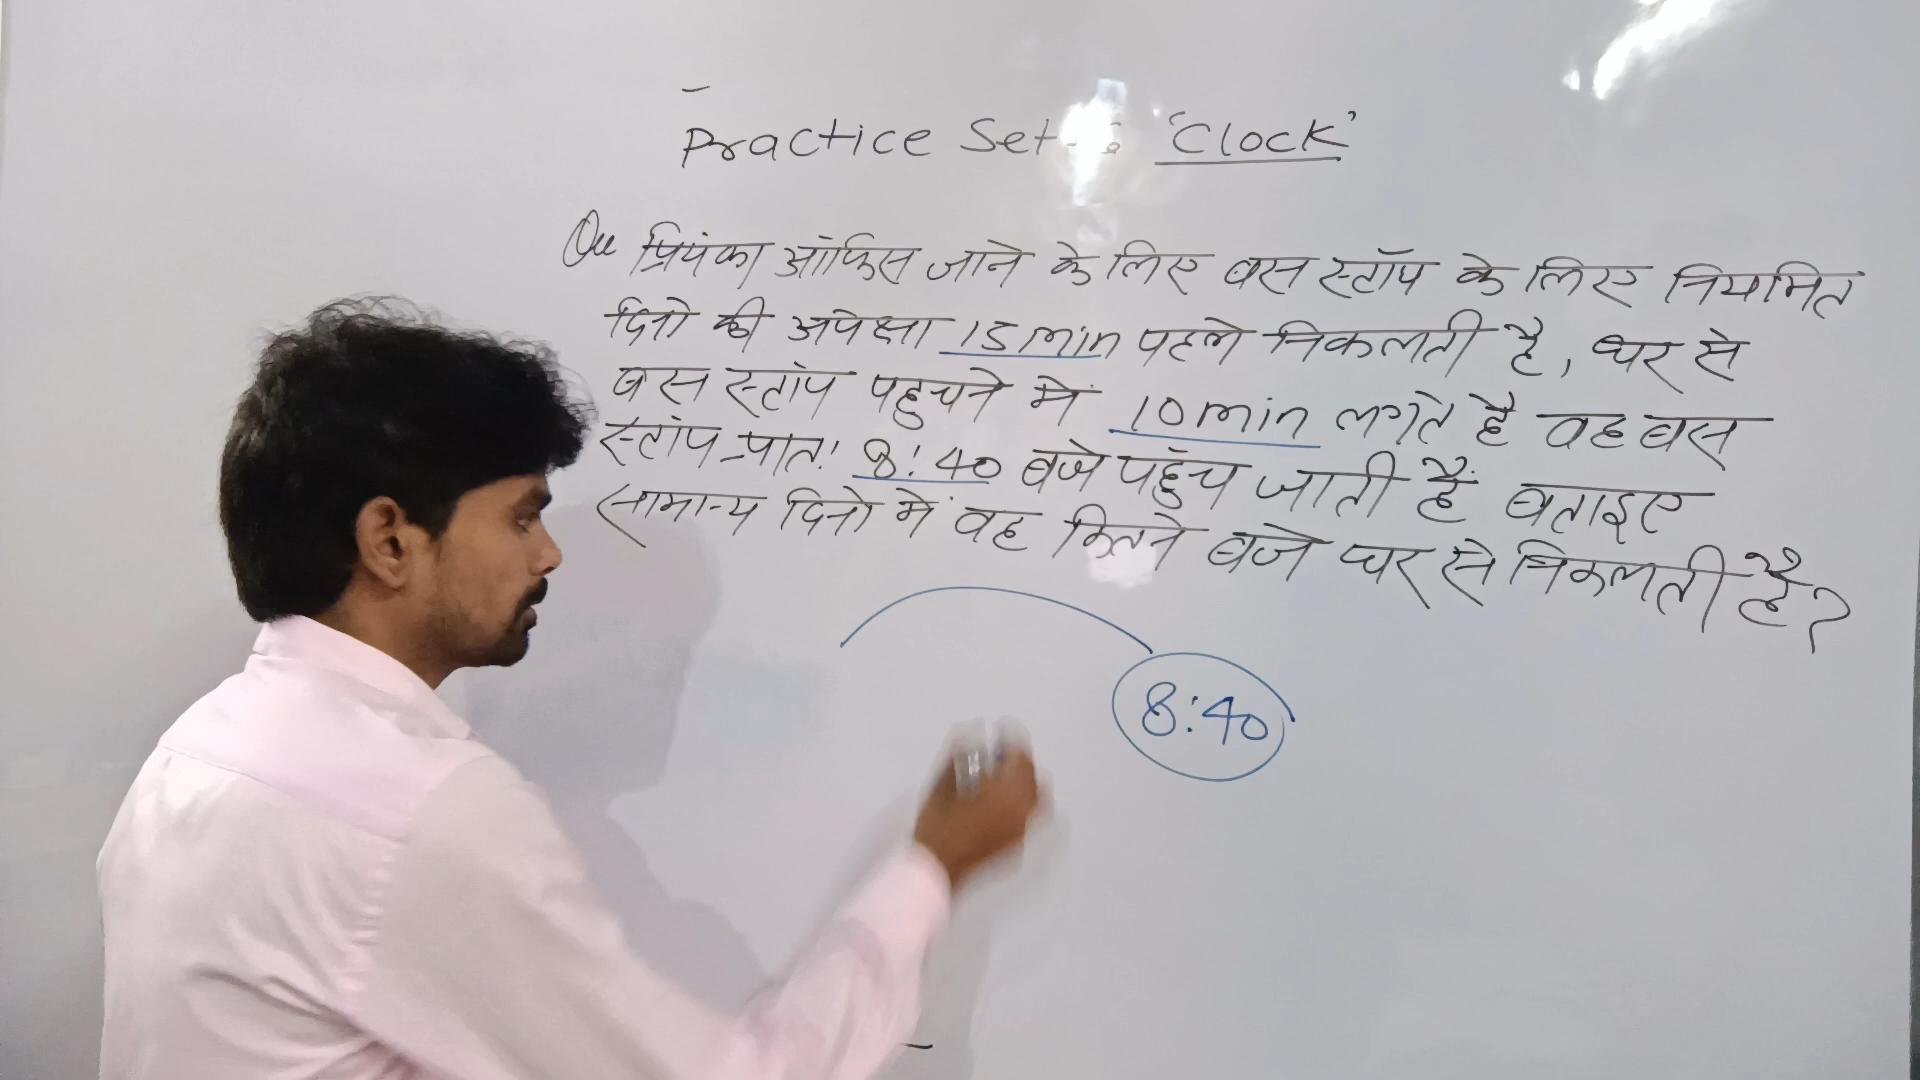 Practice Set 'Clock'
Que प्रियंका ऑफिस जाने के लिए बस स्टॉप के लिए नियमित
दिनो की अपेक्षा 15 min पहले निकलती है, घर से
बस स्टांप पहुचने में 10 min लगते है वह बस
स्टांप प्रातः 8:40 बजे पहुँच जाती हैं बताइए
सामान्य दिनो में वह कितने बजे घर से निकलती है?
8:40